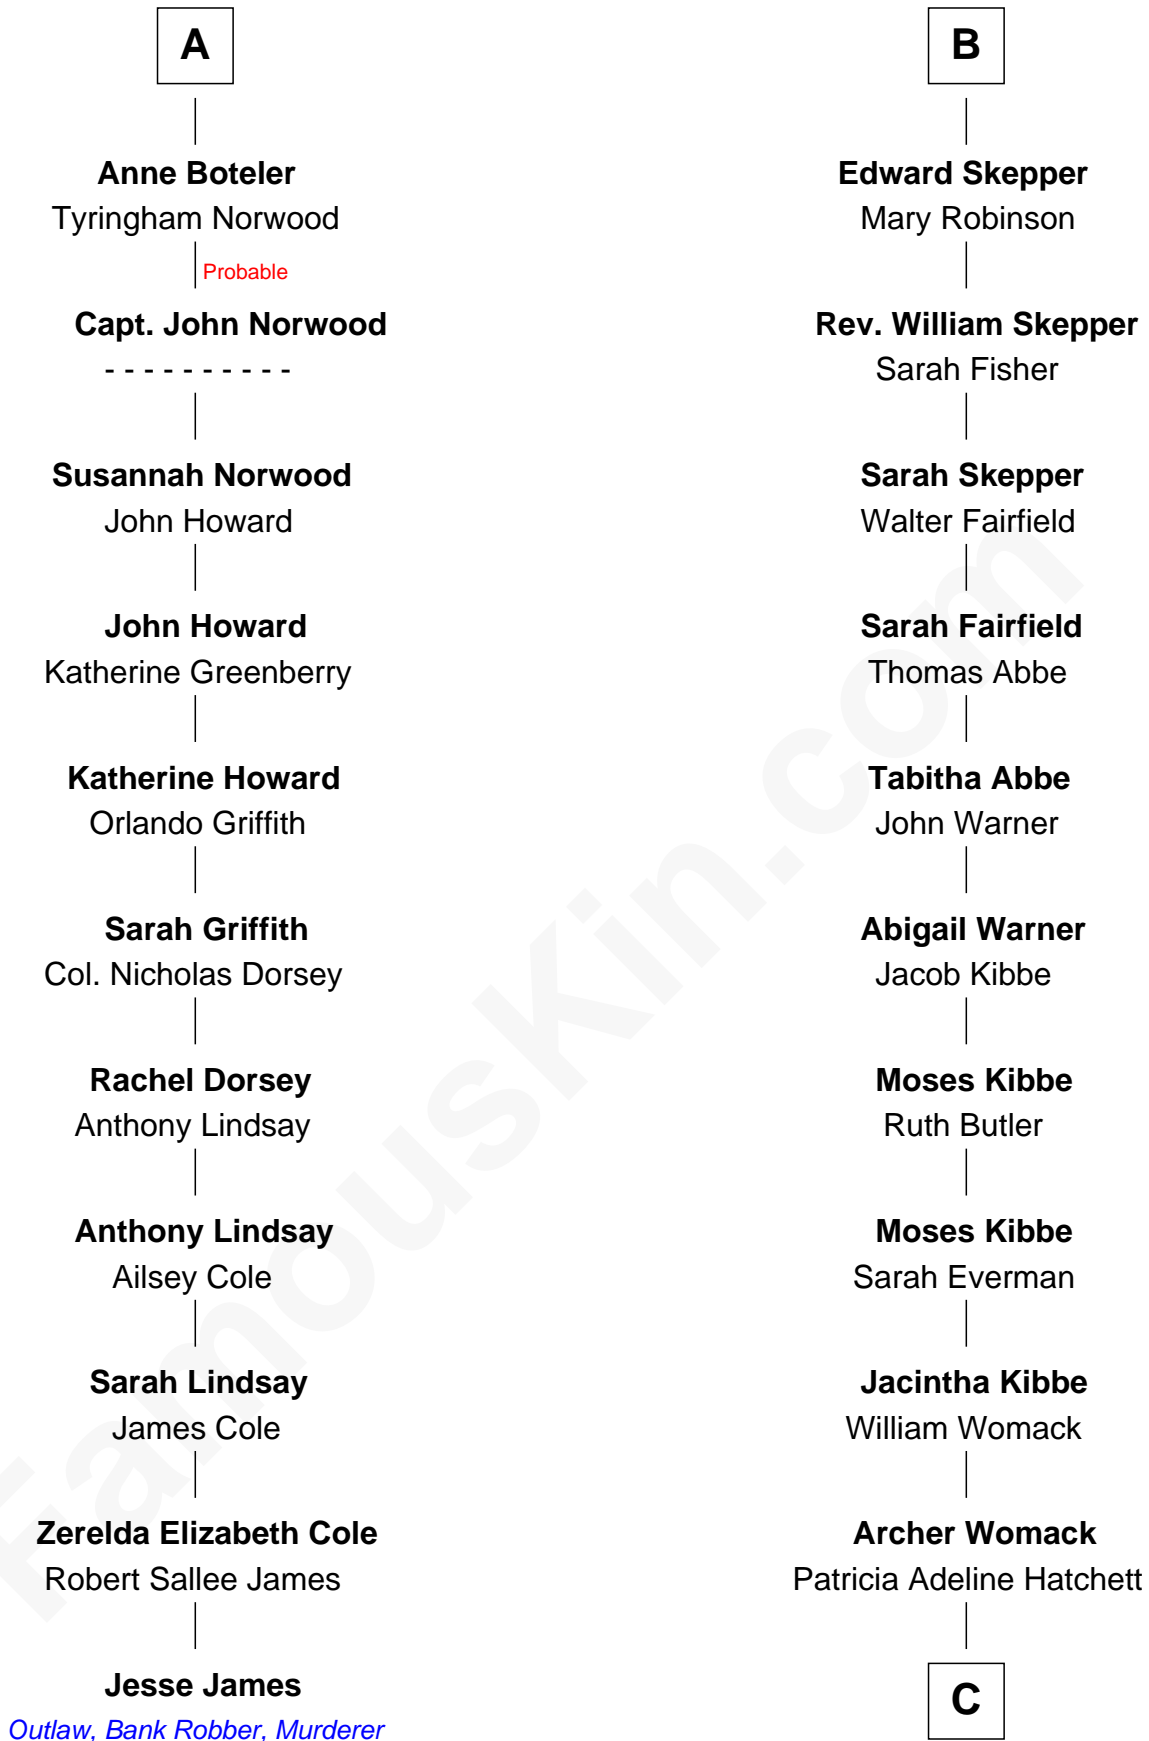 A
Anne Boteler
Tyringham Norwood
Probable
Capt. John Norwood
- - - - - - - - - -
Susannah Norwood
John Howard
John Howard
Katherine Greenberry
Katherine Howard
Orlando Griffith
Sarah Griffith
Col. Nicholas Dorsey
Rachel Dorsey
Anthony Lindsay
Anthony Lindsay
Ailsey Cole
Sarah Lindsay
James Cole
Zerelda Elizabeth Cole
Robert Sallee James
Jesse James
Outlaw, Bank Robber, Murderer
B
Edward Skepper
Mary Robinson
Rev. William Skepper
Sarah Fisher
Sarah Skepper
Walter Fairfield
Sarah Fairfield
Thomas Abbe
Tabitha Abbe
John Warner
Abigail Warner
Jacob Kibbe
Moses Kibbe
Ruth Butler
Moses Kibbe
Sarah Everman
Jacintha Kibbe
William Womack
Archer Womack
Patricia Adeline Hatchett
C
FamousKin.com